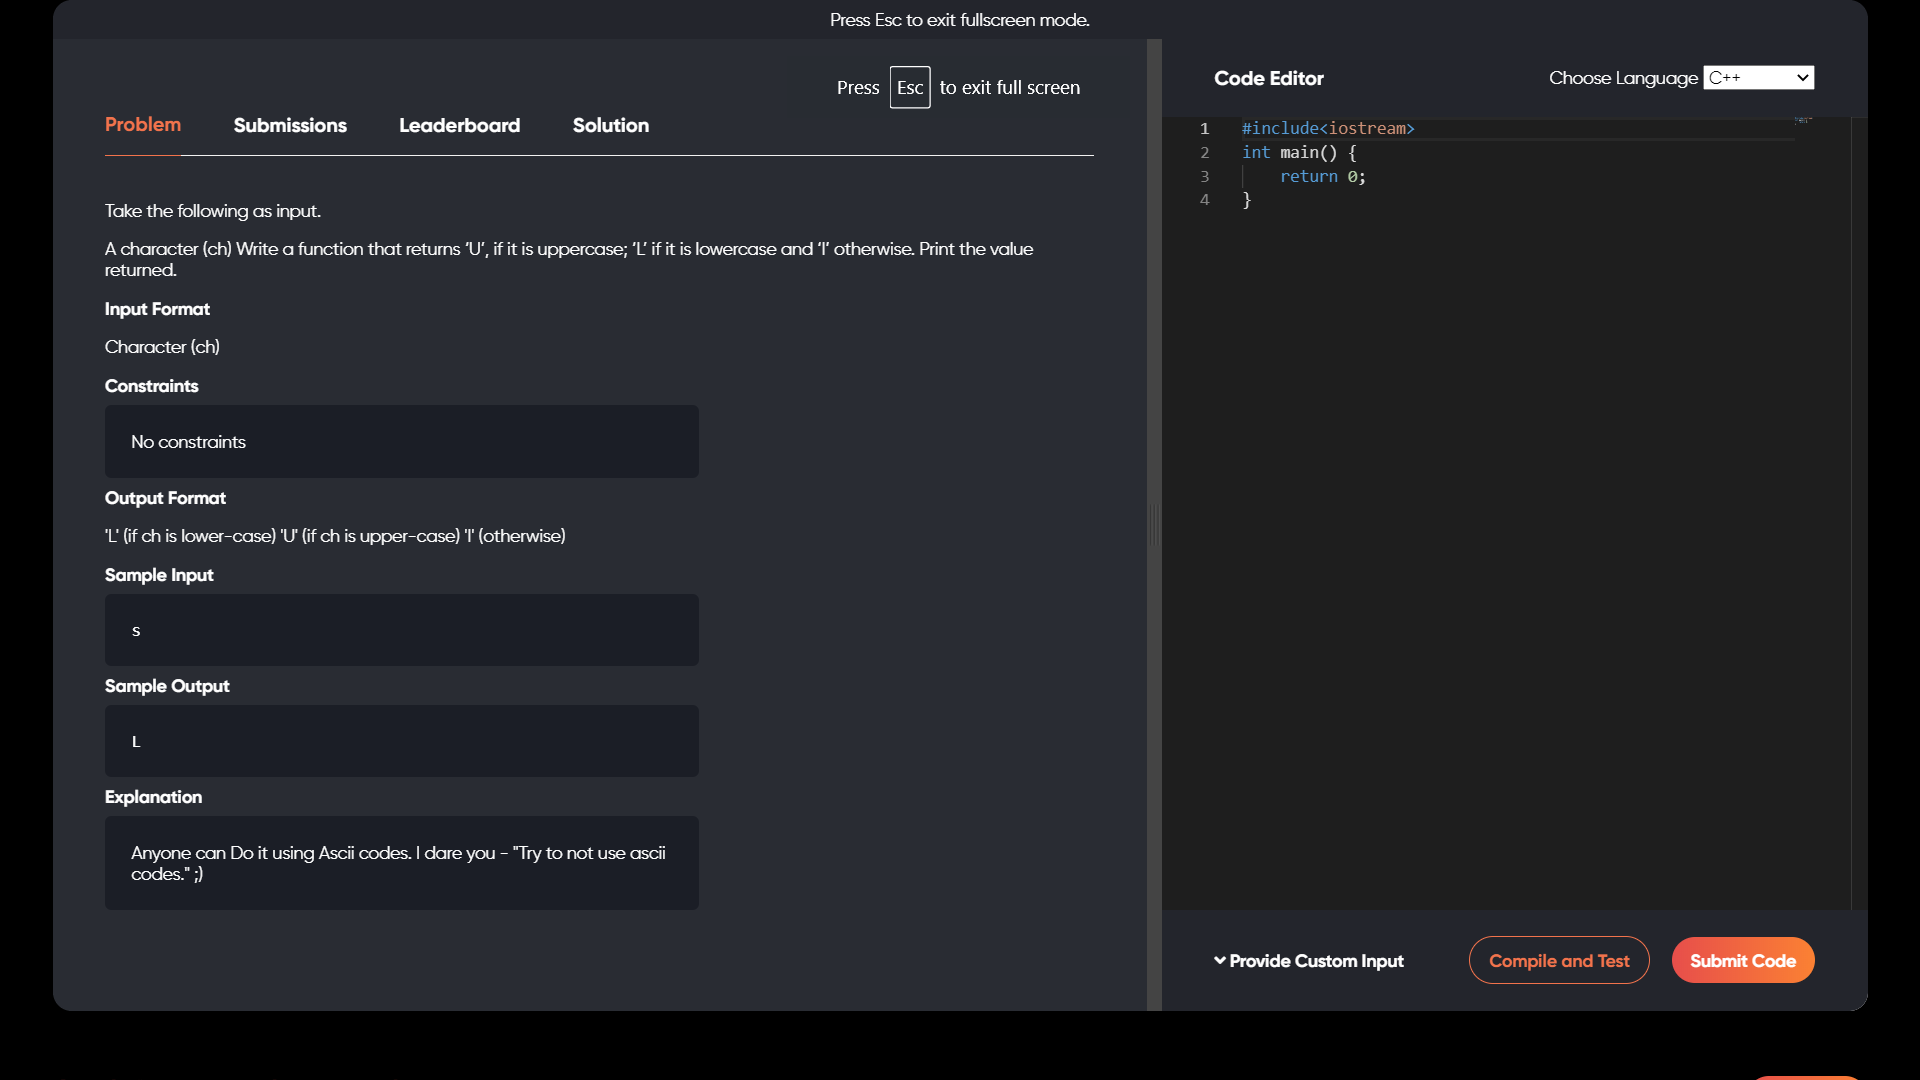 Press Esc to exit fullscreen mode.
Press Esc to exit full screen
Problem Submissions Leaderboard Solution
Take the following as input.
A character (ch) Write a function that returns ‘U’, if it is uppercase; ‘L’ if it is lowercase and ‘I’ otherwise. Print the value
returned.
Input Format
Character (ch)
Constraints
No constraints
Output Format
'L' (if ch is lower-case) 'U' (if ch is upper-case) 'I' (otherwise)
Sample Input
s
Sample Output
L
Explanation
Anyone can Do it using Ascii codes. I dare you - "Try to not use ascii
codes." ;)
Code Editor
Choose Language C++
1 #include<iostream>
2 int main() {
3 return 0;
4 }
Provide Custom Input
Compile and Test
Submit Code